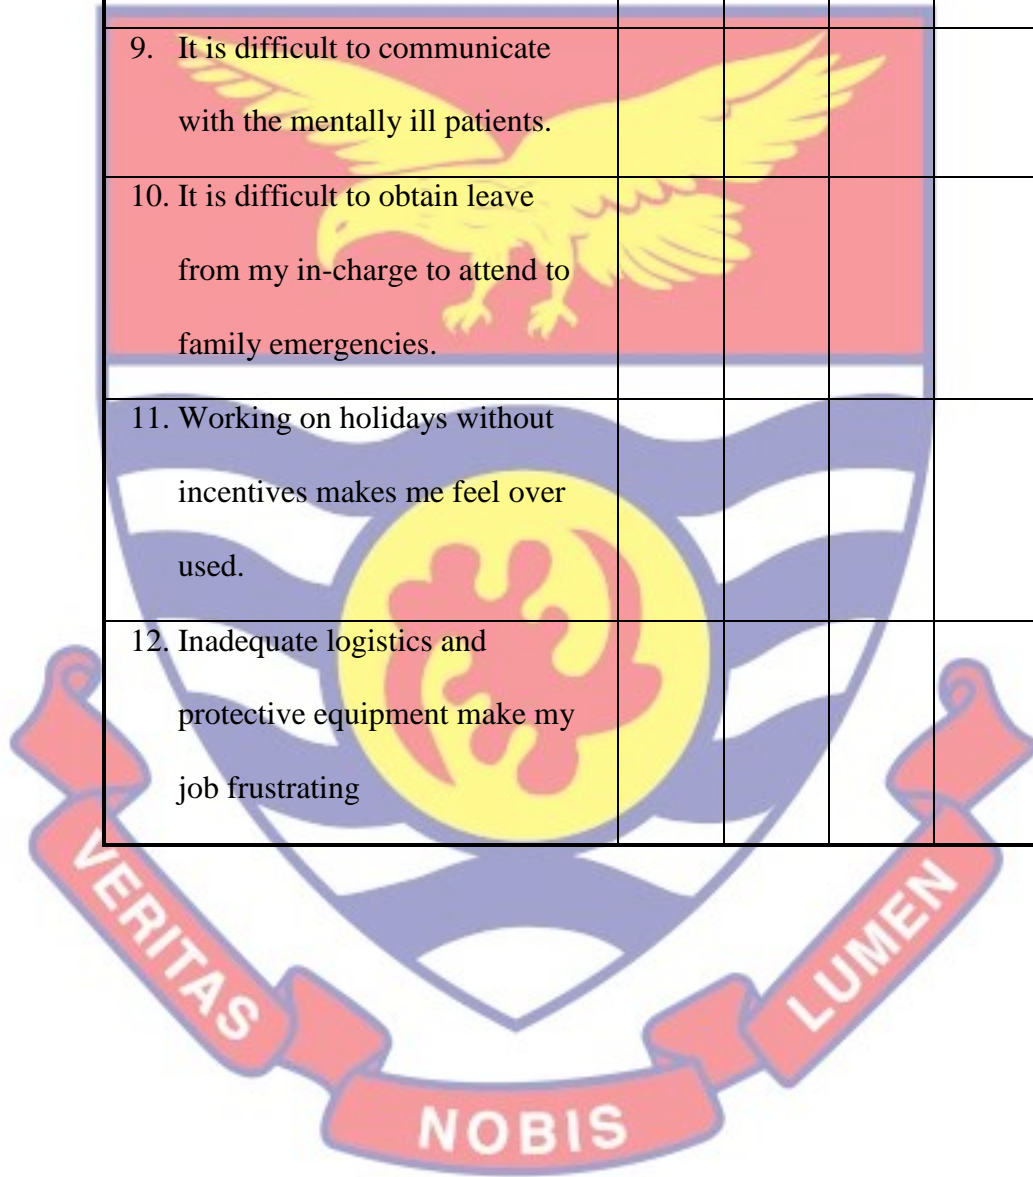 9. It is difficult to communicate
with the mentally ill patients.
10. It is difficult to obtain leave
from my in-charge to attend to
family emergencies.
11. Working on holidays without
incentives makes me feel over
used.
12. Inadequate logistics and
protective equipment make my
job frustrating
VERITAS
NOBIS
LUMEN